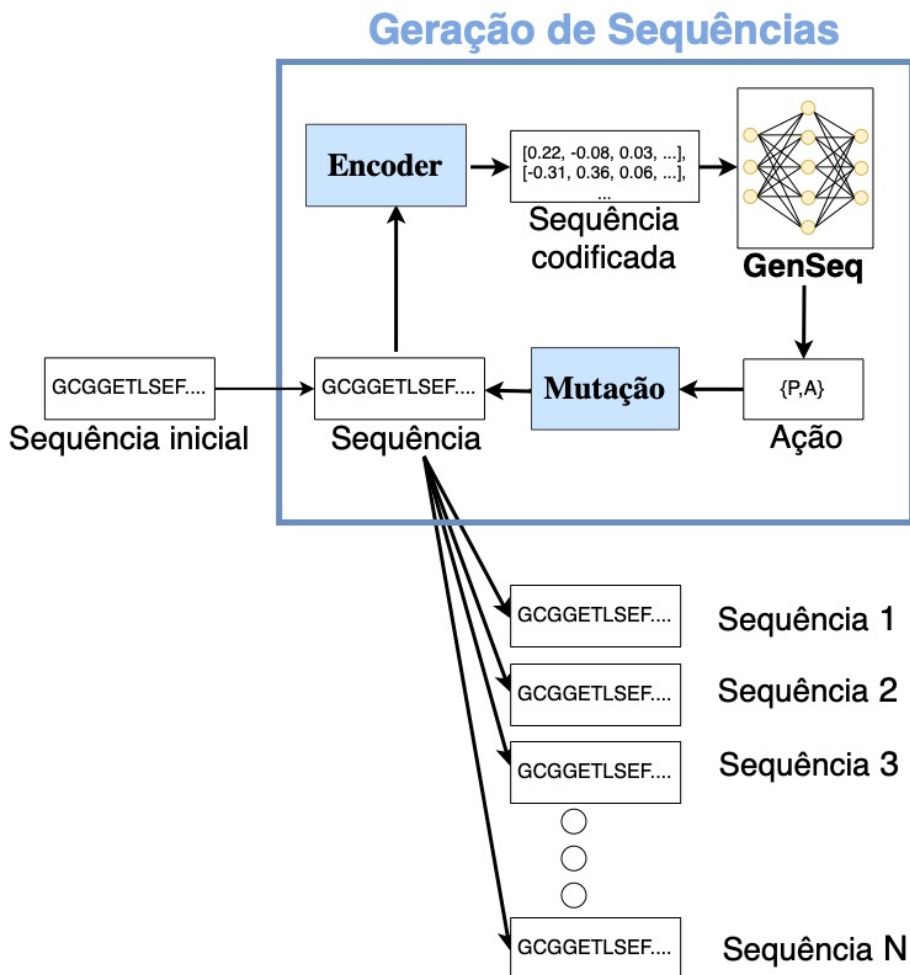 Geração de Sequências
Encoder
[0.22, -0.08, 0.03, ...],
[-0.31, 0.36, 0.06, ...],
...
Sequência
codificada
GenSeq
GCGGETLSEF....
Sequência inicial
GCGGETLSEF....
Sequência
Mutação
{P,A}
Ação
GCGGETLSEF....
Sequência 1
GCGGETLSEF....
Sequência 2
GCGGETLSEF....
Sequência 3
GCGGETLSEF....
Sequência N